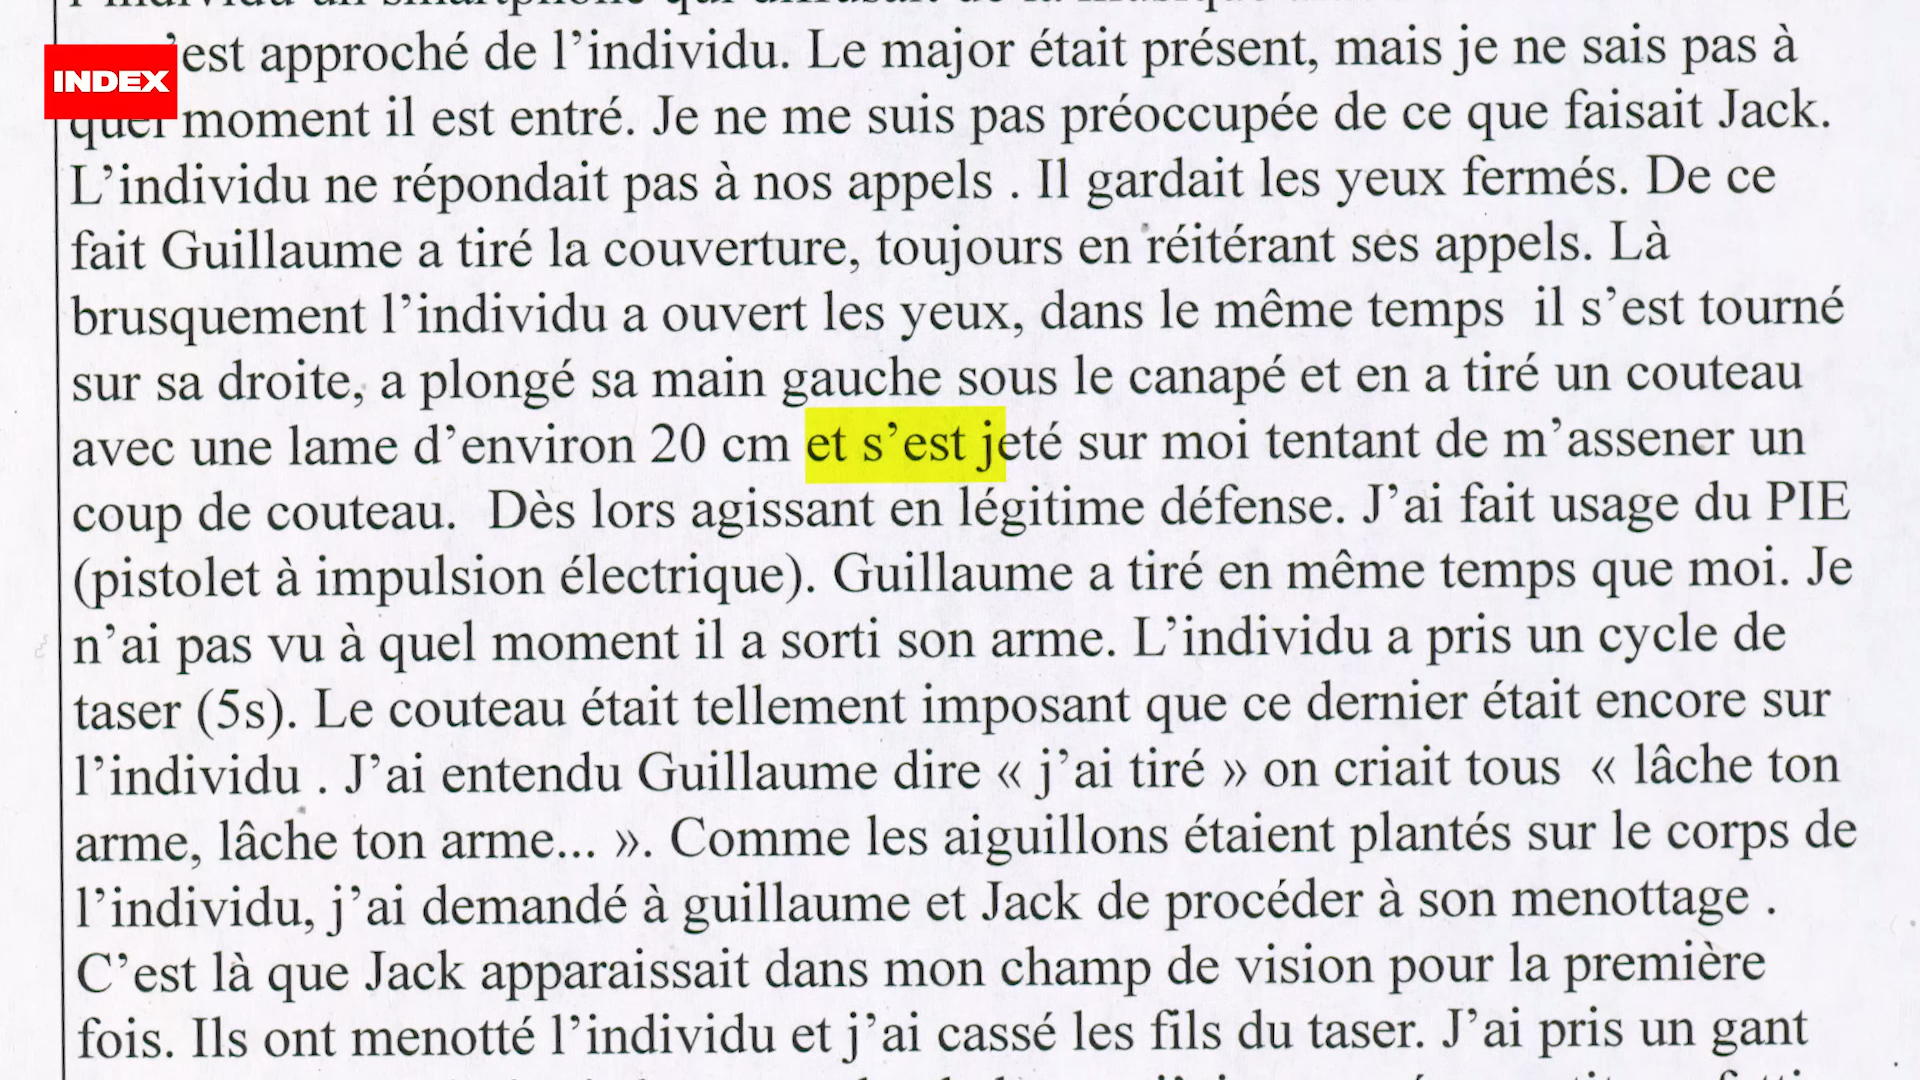 INDEX
'est approché de l'individu. Le major était présent, mais je ne sais pas à
quel moment il est entré. Je ne me suis pas préoccupée de ce que faisait Jack.
L'individu ne répondait pas à nos appels . Il gardait les yeux fermés. De ce
fait Guillaume a tiré la couverture, toujours en réitérant ses appels. Là
brusquement l'individu a ouvert les yeux, dans le même temps il s'est tourné
sur sa droite, a plongé sa main gauche sous le canapé et en a tiré un couteau
avec une lame d'environ 20 cm et s'est jeté sur moi tentant de m'assener un
coup de couteau. Dès lors agissant en légitime défense. J'ai fait usage du PIE
(pistolet à impulsion électrique). Guillaume a tiré en même temps que moi. Je
n'ai pas vu à quel moment il a sorti son arme. L'individu a pris un cycle de
taser (5s). Le couteau était tellement imposant que ce dernier était encore sur
l'individu . J'ai entendu Guillaume dire « j'ai tiré » on criait tous « lâche ton
arme, lâche ton arme... ». Comme les aiguillons étaient plantés sur le corps de
l'individu, j'ai demandé à guillaume et Jack de procéder à son menottage .
C'est là que Jack apparaissait dans mon champ de vision pour la première
fois. Ils ont menotté l'individu et j'ai cassé les fils du taser. J'ai pris un gant